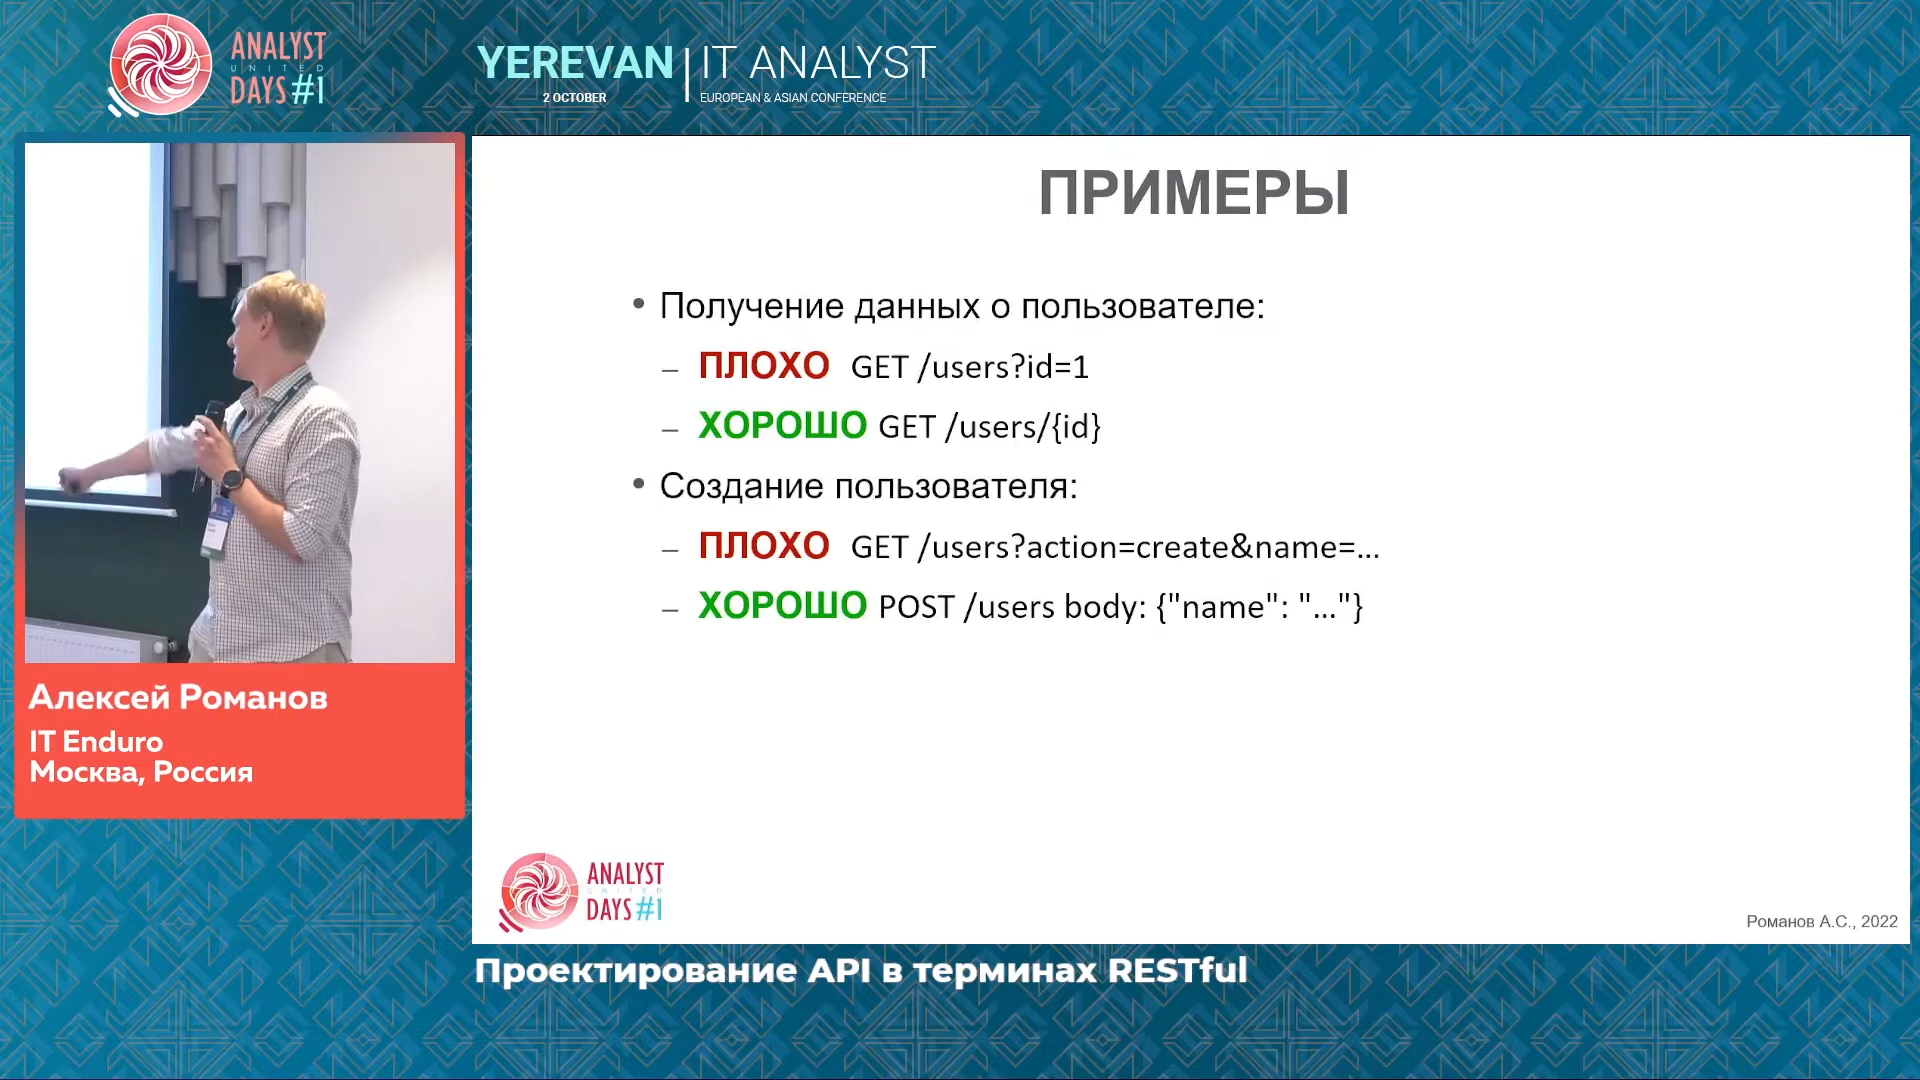 ANALYST
UNITED
DAYS #1
YEREVAN
2 OCTOBER
IT ANALYST
EUROPEAN & ASIAN CONFERENCE
Алексей Романов
IT Enduro
Москва, Россия
ПРИМЕРЫ
• Получение данных о пользователе:
– ПЛОХО GET /users?id=1
– ХОРОШО GET /users/{id}
• Создание пользователя:
– ПЛОХО GET /users?action=create&name=...
– ХОРОШО POST /users body: {"name": "..."}
ANALYST
UNITED
DAYS #1
Романов А.С., 2022
Проектирование API в терминах RESTful